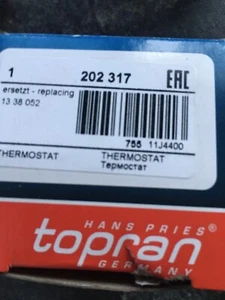 1 202 317 EAC
ersetzt - replacing
13 38 052
755 11J4400
THERMOSTAT THERMOSTAT
Термостат
HANS PRIES®
topran
GERMANY